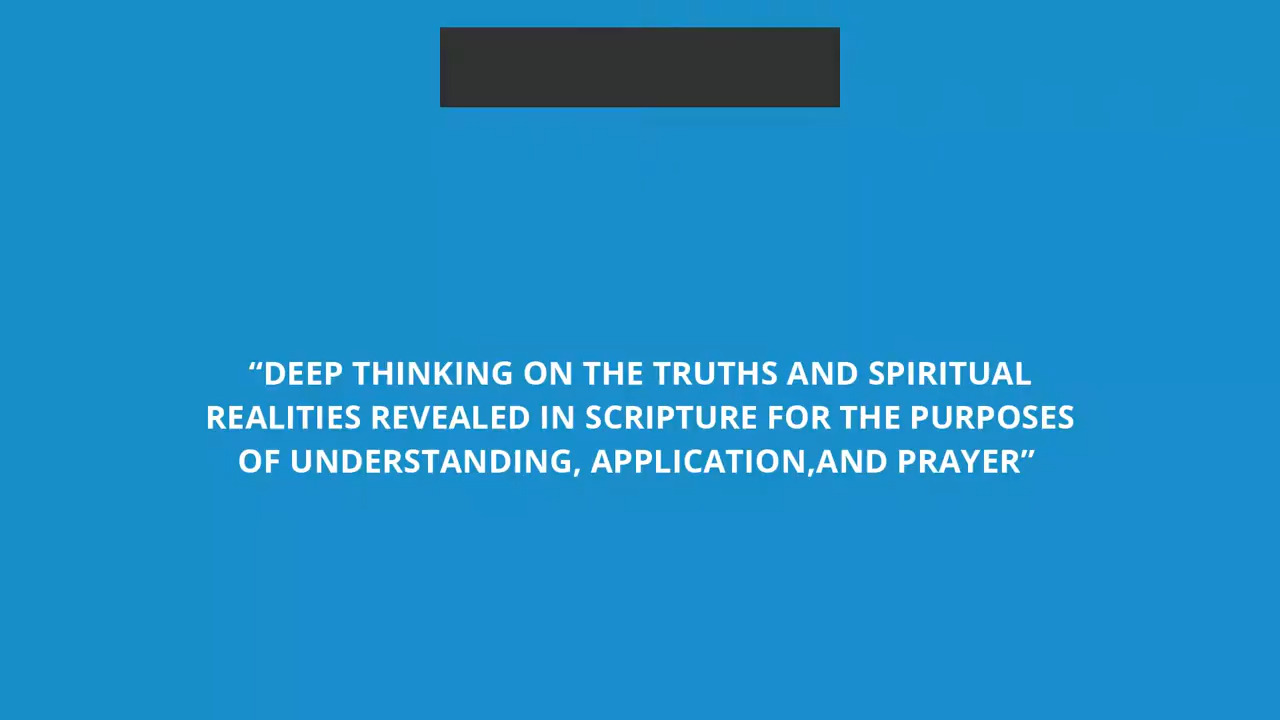 “DEEP THINKING ON THE TRUTHS AND SPIRITUAL
REALITIES REVEALED IN SCRIPTURE FOR THE PURPOSES
OF UNDERSTANDING, APPLICATION,AND PRAYER”